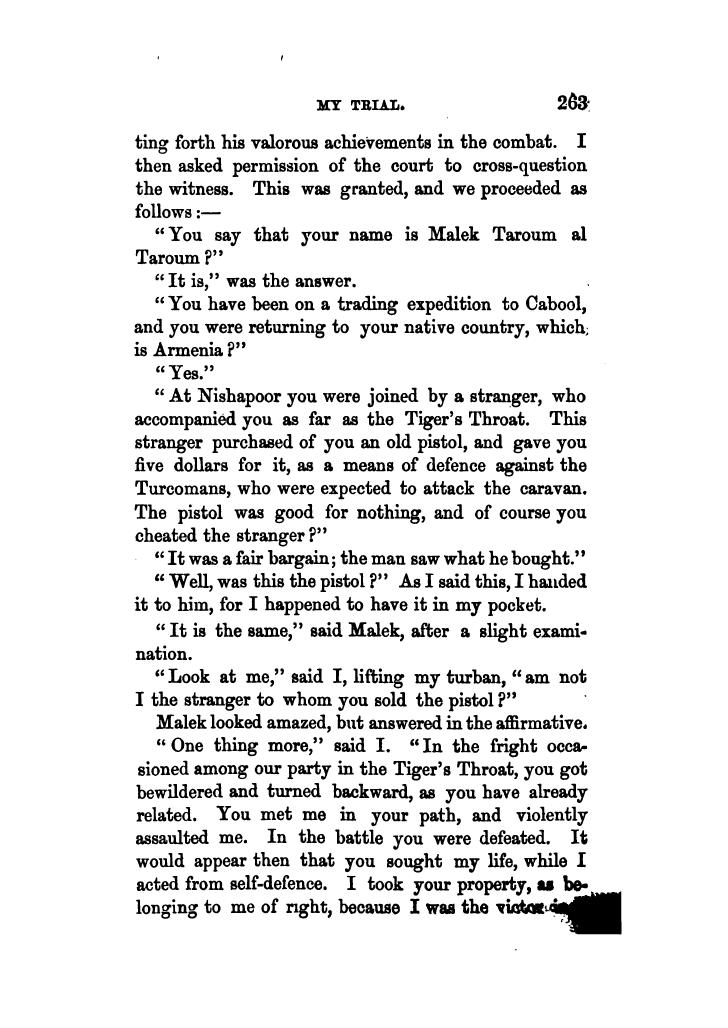 MY TRIAL. 263
ting forth his valorous achievements in the combat. I
then asked permission of the court to cross-question
the witness. This was granted, and we proceeded as
follows:—
“You say that your name is Malek Taroum al
Taroum?”
“It is,” was the answer.
“You have been on a trading expedition to Cabool,
and you were returning to your native country, which
is Armenia?”
“Yes.”
“At Nishapoor you were joined by a stranger, who
accompanied you as far as the Tiger’s Throat. This
stranger purchased of you an old pistol, and gave you
five dollars for it, as a means of defence against the
Turcomans, who were expected to attack the caravan.
The pistol was good for nothing, and of course you
cheated the stranger?”
“It was a fair bargain; the man saw what he bought.”
“Well, was this the pistol?” As I said this, I handed
it to him, for I happened to have it in my pocket.
“It is the same,” said Malek, after a slight exami-
nation.
“Look at me,” said I, lifting my turban, “am not
I the stranger to whom you sold the pistol?”
Malek looked amazed, but answered in the affirmative.
“One thing more,” said I. “In the fright occa-
sioned among our party in the Tiger’s Throat, you got
bewildered and turned backward, as you have already
related. You met me in your path, and violently
assaulted me. In the battle you were defeated. It
would appear then that you sought my life, while I
acted from self-defence. I took your property, as be-
longing to me of right, because I was the victor